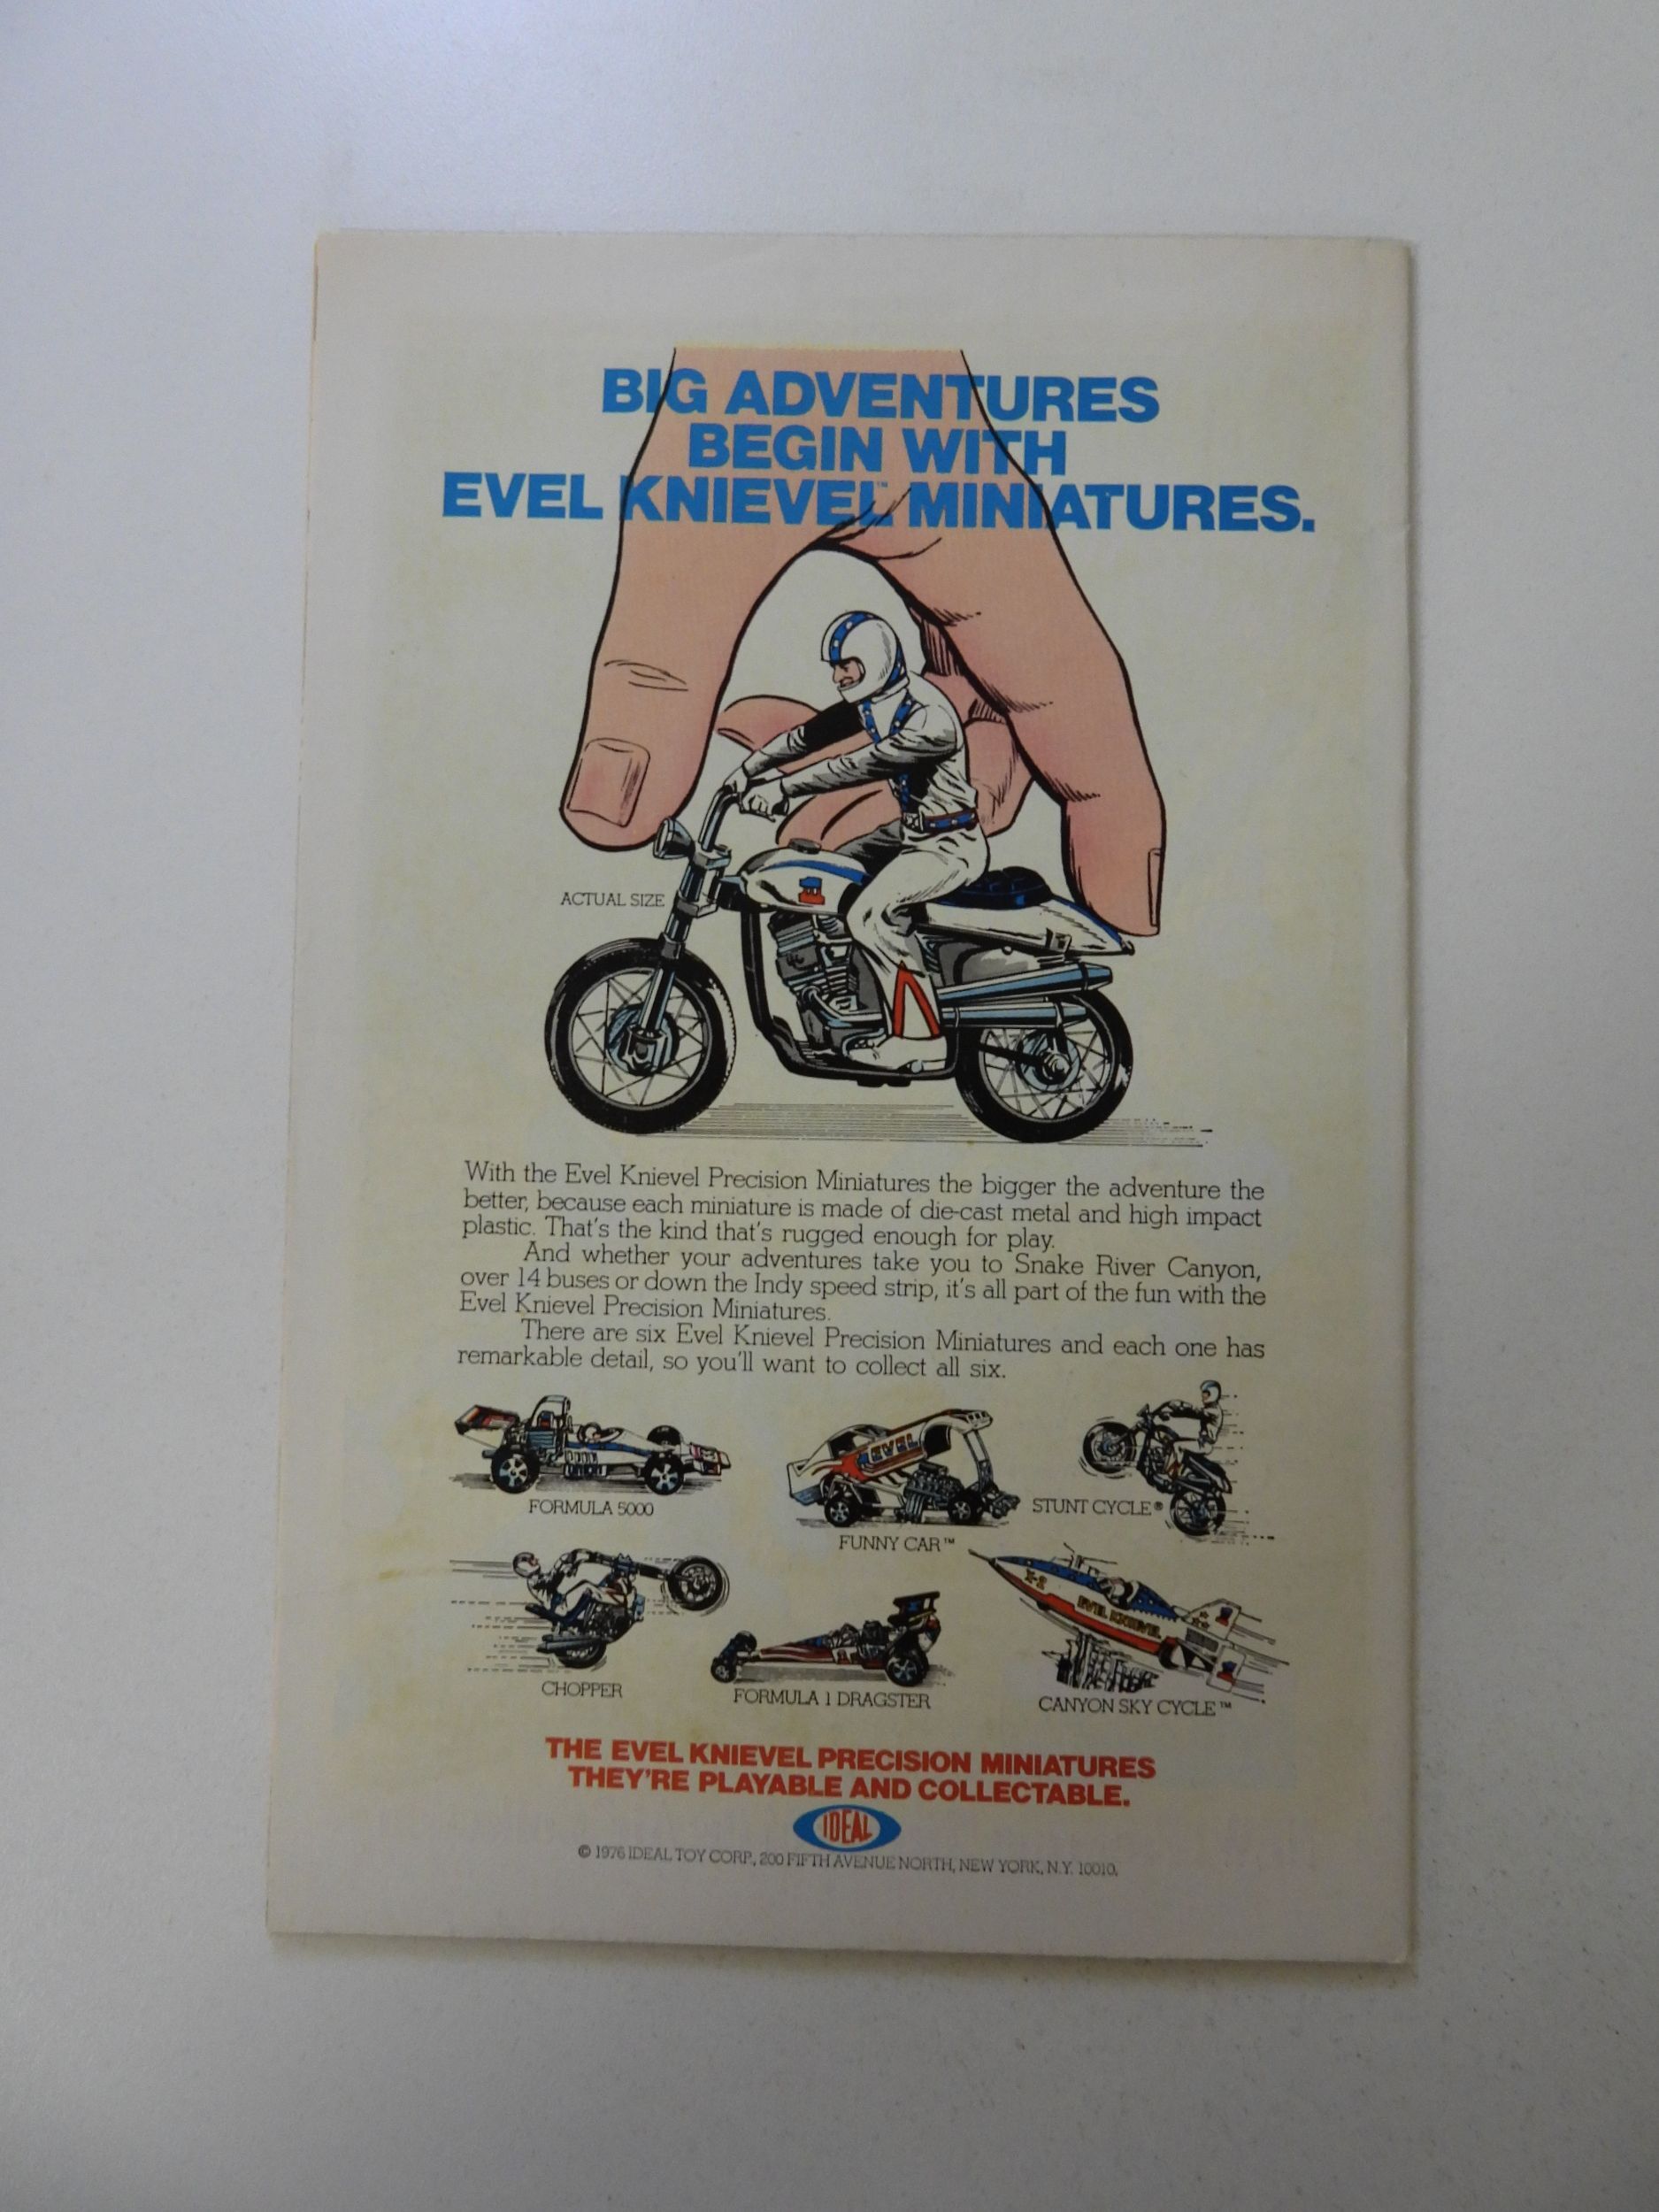 BIG ADVENTURES
BEGIN WITH
EVEL KNIEVEL™ MINIATURES.
ACTUAL SIZE
1
With the Evel Knievel Precision Miniatures the bigger the adventure the
better, because each miniature is made of die-cast metal and high impact
plastic. That's the kind that's rugged enough for play.
And whether your adventures take you to Snake River Canyon,
over 14 buses or down the Indy speed strip, it's all part of the fun with the
Evel Knievel Precision Miniatures.
There are six Evel Knievel Precision Miniatures and each one has
remarkable detail, so you'll want to collect all six.
EVEL
FORMULA 5000
STUNT CYCLE®
FUNNY CAR™
X-2
EVEL KNIEVEL
CHOPPER
FORMULA 1 DRAGSTER
CANYON SKY CYCLE™
THE EVEL KNIEVEL PRECISION MINIATURES
THEY'RE PLAYABLE AND COLLECTABLE.
IDEAL
© 1976 IDEAL TOY CORP., 200 FIFTH AVENUE NORTH, NEW YORK, N.Y. 10010.